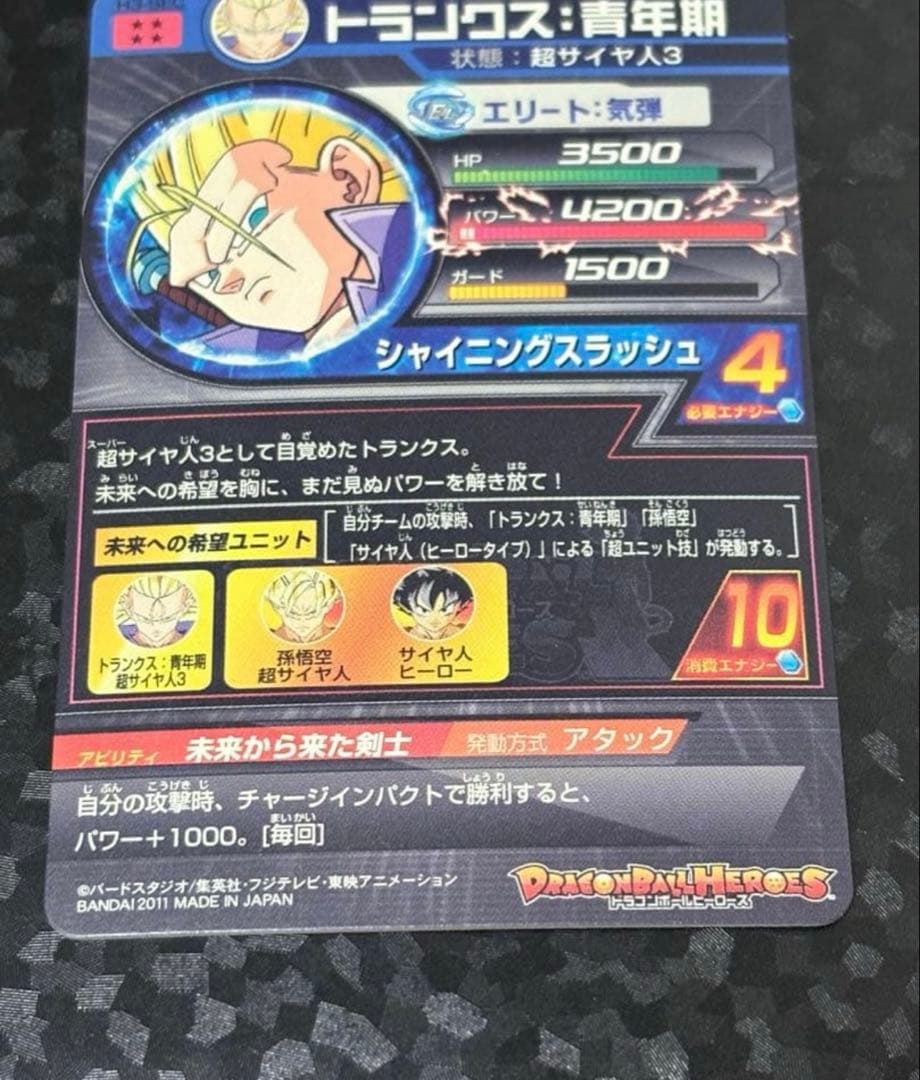 H3-SEC
トランクス：青年期
状態：超サイヤ人3
EL エリート：気弾
HP 3500
パワー 4200
ガード 1500
シャイニングスラッシュ
4
必要エナジー
超サイヤ人3として目覚めたトランクス。
未来への希望を胸に、まだ見ぬパワーを解き放て！
未来への希望ユニット
自分チームの攻撃時、「トランクス：青年期」「孫悟空」
「サイヤ人（ヒーロータイプ）」による「超ユニット技」が発動する。
トランクス：青年期
超サイヤ人3
孫悟空
超サイヤ人
サイヤ人
ヒーロー
10
消費エナジー
アビリティ 未来から来た剣士 発動方式 アタック
自分の攻撃時、チャージインパクトで勝利すると、
パワー＋1000。[毎回]
©バードスタジオ/集英社・フジテレビ・東映アニメーション
BANDAI 2011 MADE IN JAPAN
DRAGONBALL HEROES
ドラゴンボールヒーローズ